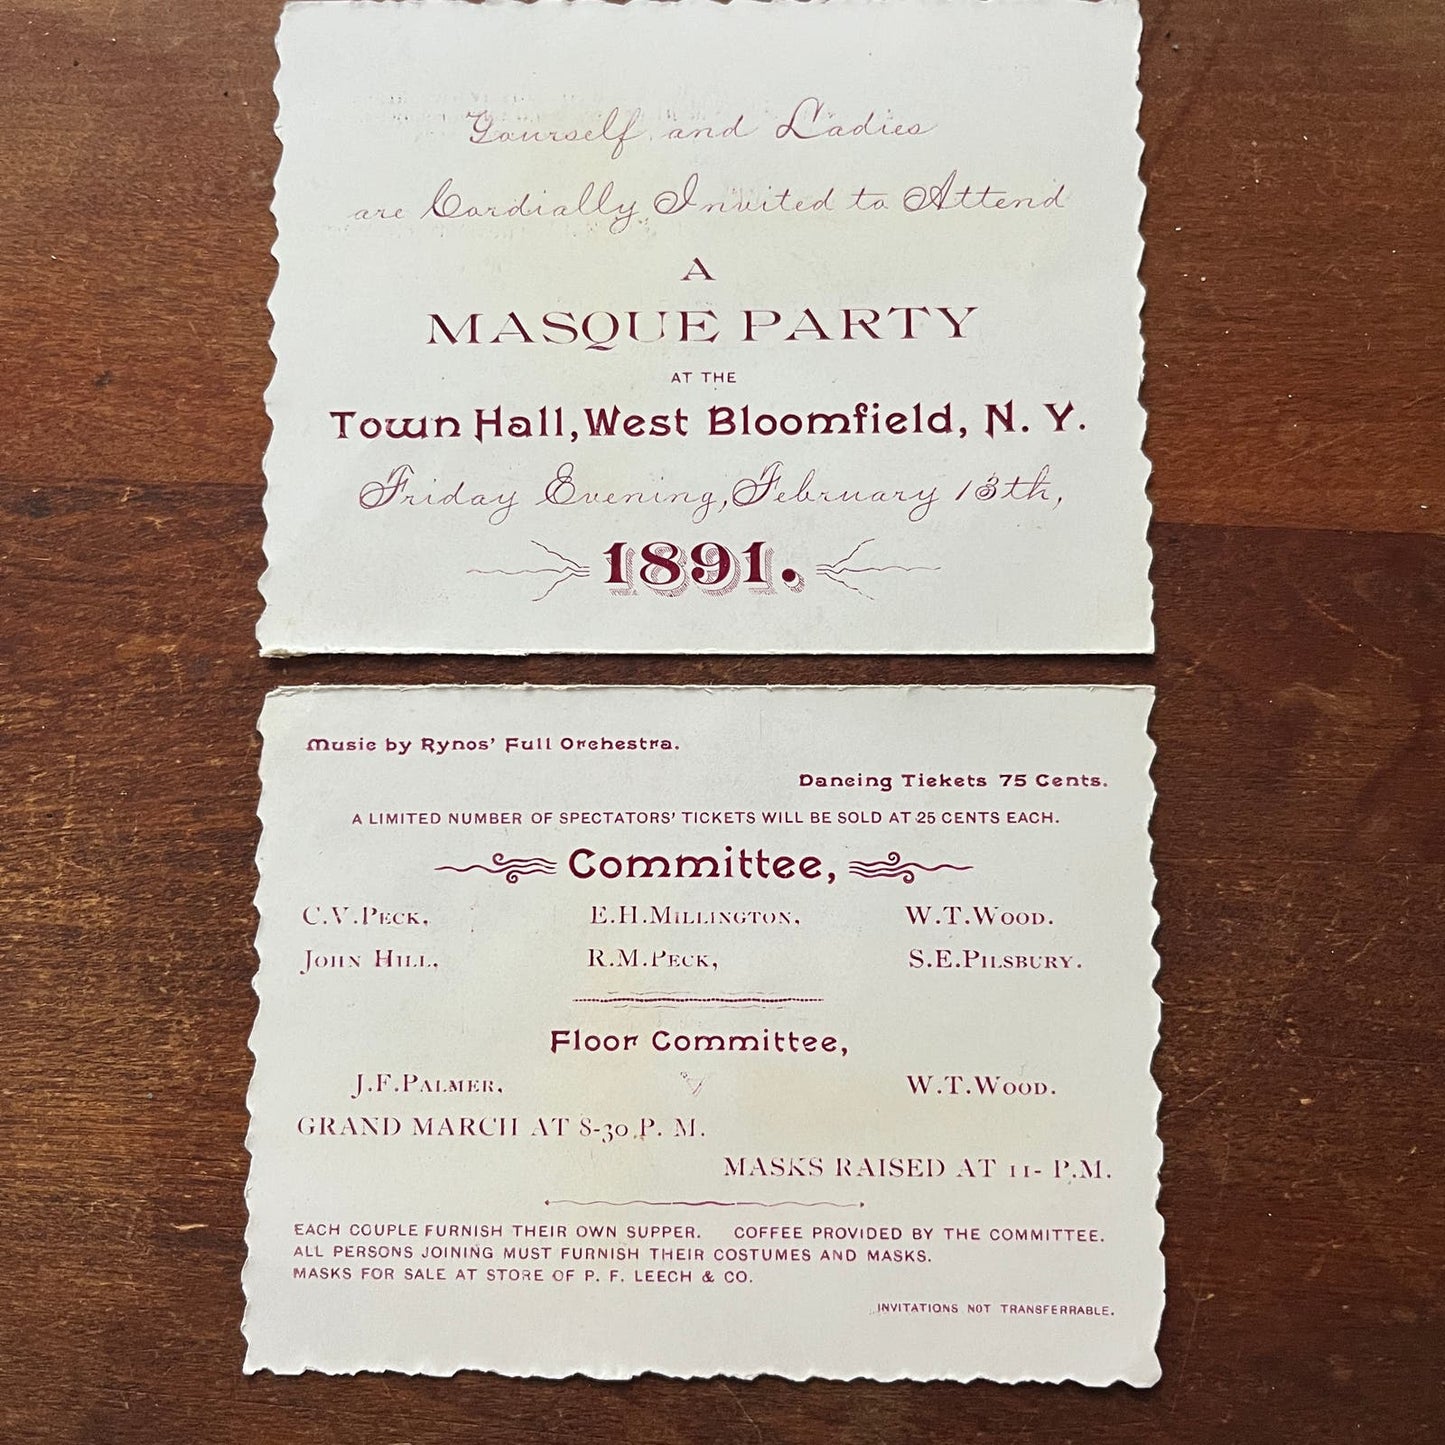 Yourself and Ladies
are Cordially Invited to Attend
A
MASQUE PARTY
AT THE
Town Hall, West Bloomfield, N. Y.
Friday Evening, February 13th,
1891.
Music by Rynos' Full Orchestra.
Dancing Tickets 75 Cents.
A LIMITED NUMBER OF SPECTATORS' TICKETS WILL BE SOLD AT 25 CENTS EACH.
Committee,
C.V.PECK, E.H.MILLINGTON, W.T.WOOD.
JOHN HILL, R.M.PECK, S.E.PILSBURY.
Floor Committee,
J.F.PALMER, W.T.WOOD.
GRAND MARCH AT 8-30 P. M.
MASKS RAISED AT 11- P.M.
EACH COUPLE FURNISH THEIR OWN SUPPER. COFFEE PROVIDED BY THE COMMITTEE.
ALL PERSONS JOINING MUST FURNISH THEIR COSTUMES AND MASKS.
MASKS FOR SALE AT STORE OF P. F. LEECH & CO.
INVITATIONS NOT TRANSFERRABLE.